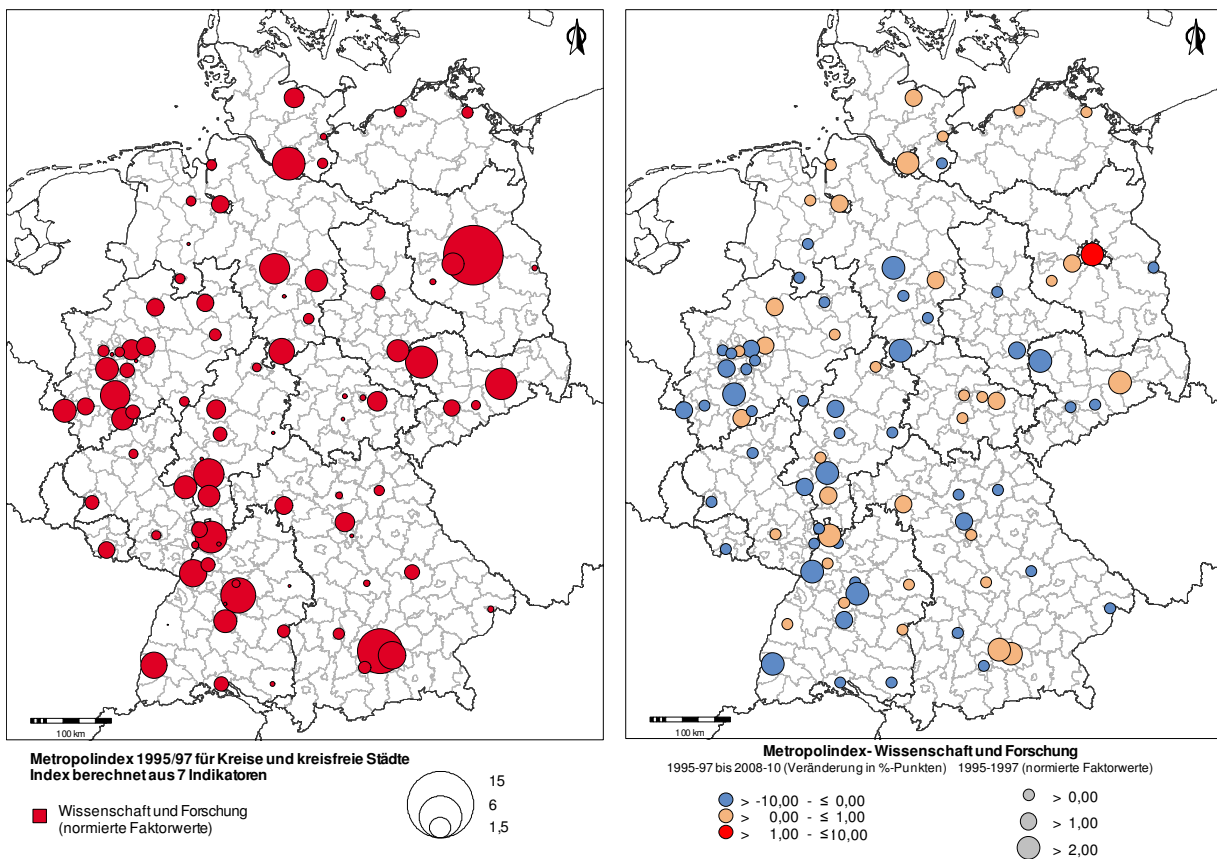 100 km
Metropolindex 1995/97 für Kreise und kreisfreie Städte
Index berechnet aus 7 Indikatoren
Wissenschaft und Forschung
(normierte Faktorwerte)
15
6
1,5
100 km
Metropolindex- Wissenschaft und Forschung
1995-97 bis 2008-10 (Veränderung in %-Punkten) 1995-1997 (normierte Faktorwerte)
> -10,00 - ≤ 0,00
> 0,00 - ≤ 1,00
> 1,00 - ≤10,00
> 0,00
> 1,00
> 2,00